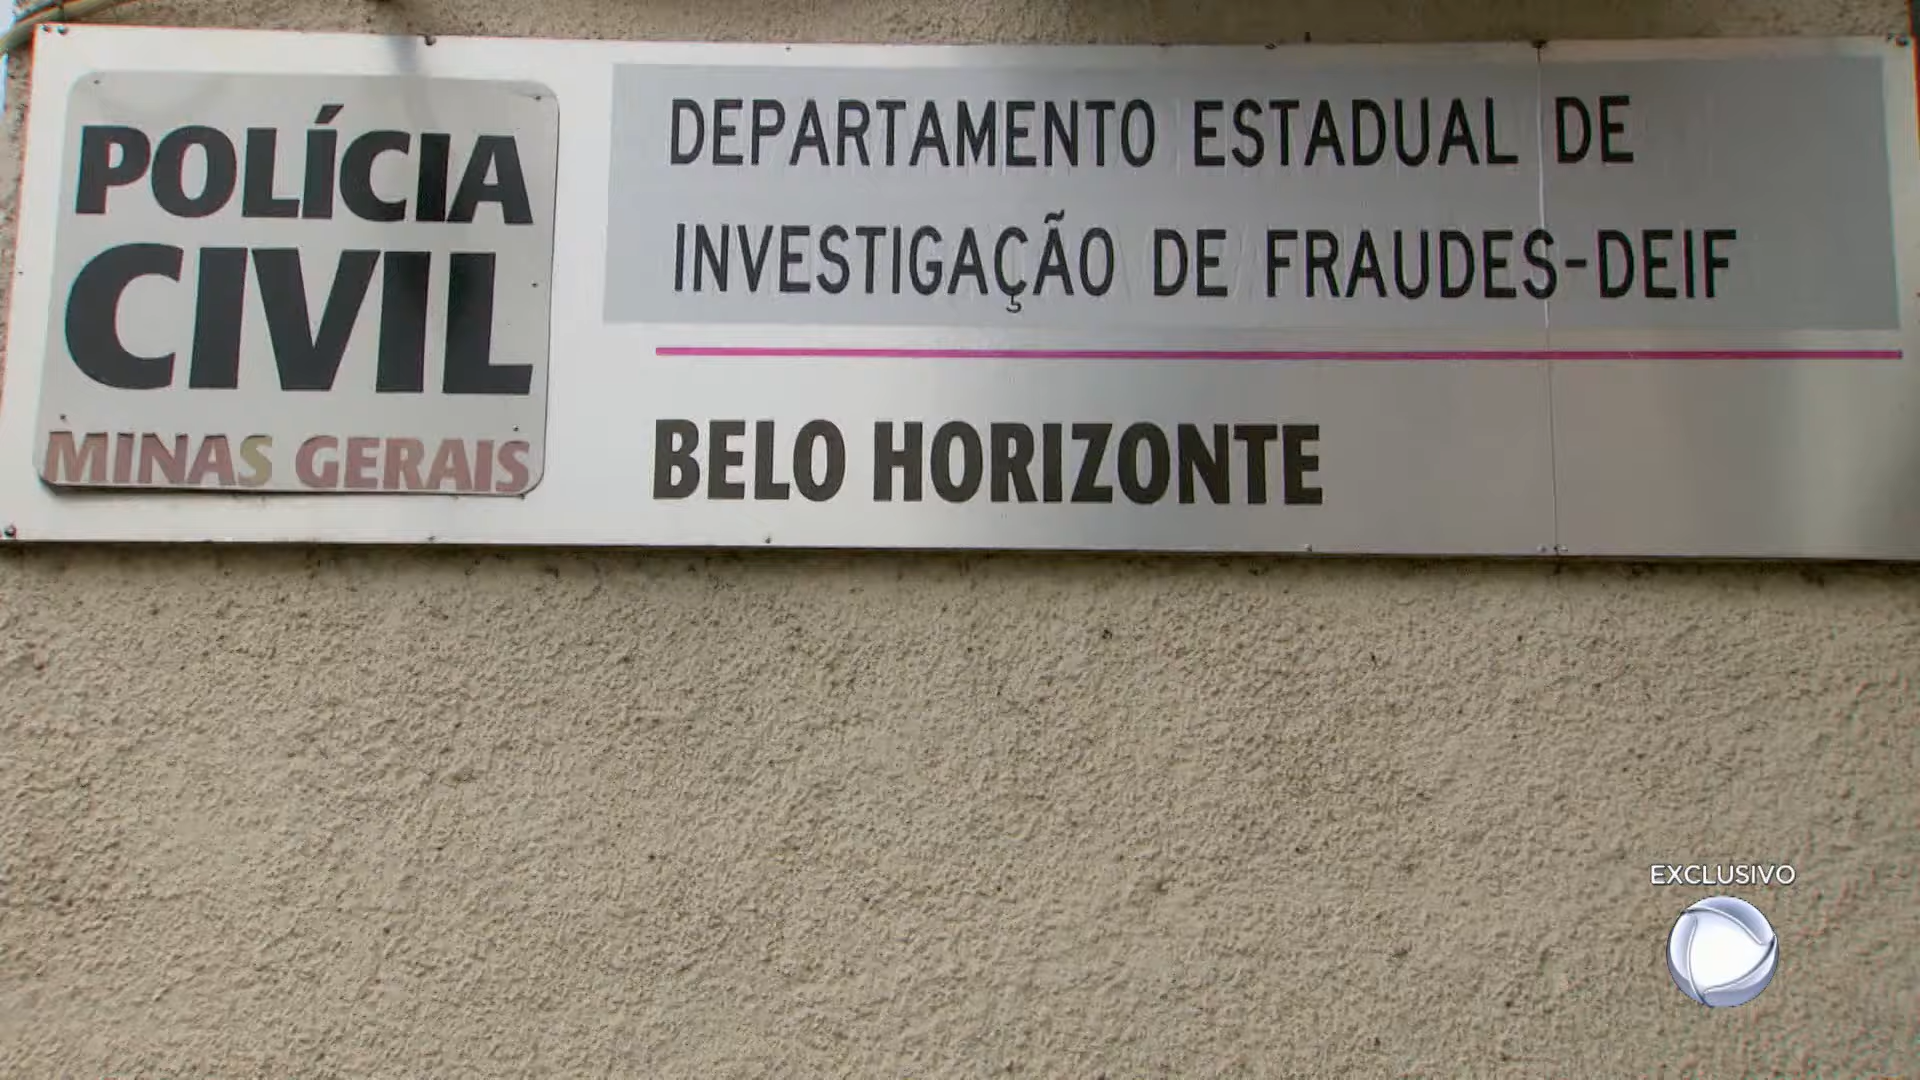 POLÍCIA
CIVIL
MINAS GERAIS
DEPARTAMENTO ESTADUAL DE
INVESTIGAÇÃO DE FRAUDES-DEIF
BELO HORIZONTE
EXCLUSIVO